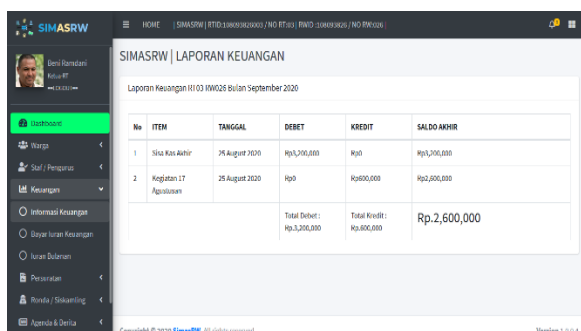 SIMASRW
HOME | SIMASRW | RTID:108093826003 / NO RT:03 | RWID :108093826 / NO RW:026 |
Beni Ramdani
Ketua RT
SIMASRW | LAPORAN KEUANGAN
Laporan Keuangan RT03 RW026 Bulan September 2020
Dashboard
Warga
Staf / Pengurus
Keuangan
Informasi Keuangan
Bayar Iuran Keuangan
Iuran Bulanan
Persuratan
Ronda / Siskamling
Agenda & Berita
No ITEM TANGGAL DEBET KREDIT SALDO AKHIR
1 Sisa Kas Akhir 25 August 2020 Rp3,200,000 Rp0 Rp3,200,000
2 Kegiatan 17 Agustusan 25 August 2020 Rp0 Rp600,000 Rp2,600,000
Total Debet : Total Kredit : Rp.2,600,000
Rp.3,200,000 Rp.600,000
Copyright © 2020 SimasRW. All rights reserved.